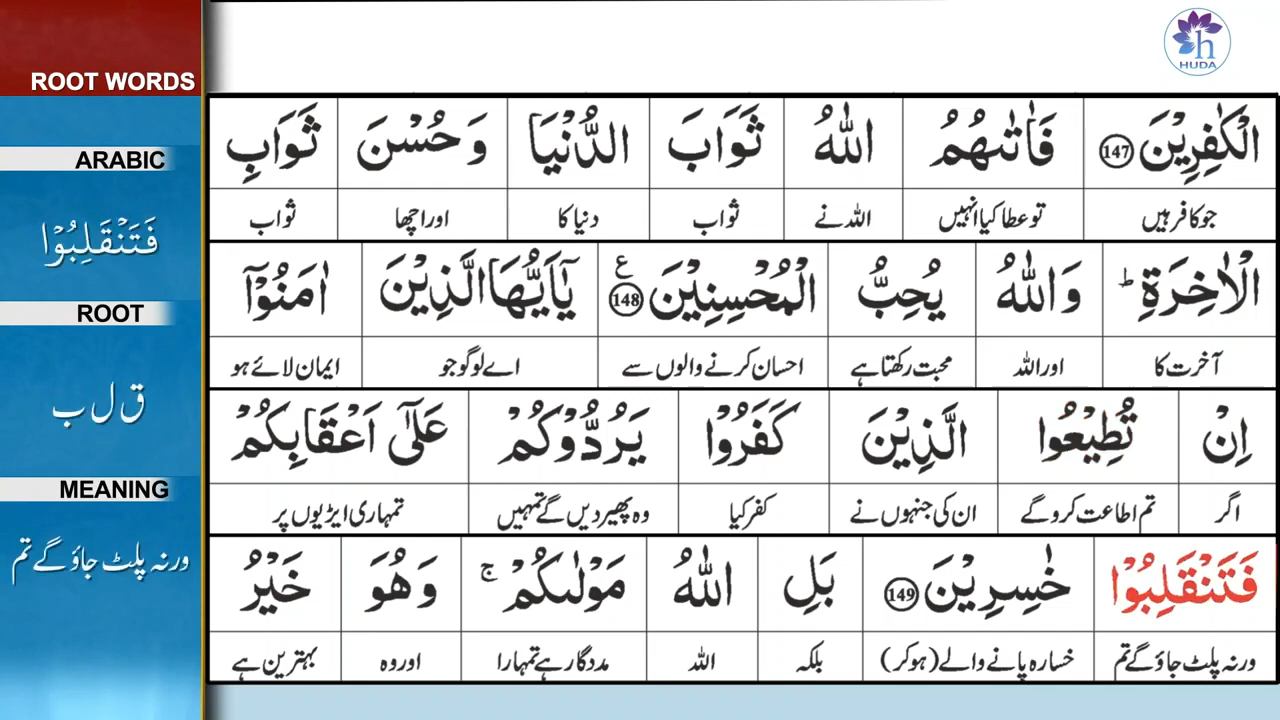 ROOT WORDS
ARABIC
فَتَنْقَلِبُوْا
ROOT
ق ل ب
MEANING
ورنہ پلٹ جاؤ گے تم
h
HUDA
الْكٰفِرِيْنَ 147 فَاٰتٰىهُمُ اللّٰهُ ثَوَابَ الدُّنْيَا وَحُسْنَ ثَوَابِ
جو کافر ہیں تو عطا کیا انہیں اللہ نے ثواب دنیا کا اور اچھا ثواب
الْاٰخِرَةِ ؕ وَاللّٰهُ يُحِبُّ الْمُحْسِنِيْنَ 148 ع يٰۤاَيُّهَا الَّذِيْنَ اٰمَنُوْۤا
آخرت کا اور اللہ محبت رکھتا ہے احسان کرنے والوں سے اے لوگو جو ایمان لائے ہو
اِنْ تُطِيْعُوا الَّذِيْنَ كَفَرُوْا يَرُدُّوْكُمْ عَلٰۤى اَعْقَابِكُمْ
اگر تم اطاعت کرو گے ان کی جنہوں نے کفر کیا وہ پھیر دیں گے تمہیں تمہاری ایڑیوں پر
فَتَنْقَلِبُوْا خٰسِرِيْنَ 149 بَلِ اللّٰهُ مَوْلٰىكُمْ ۚ وَهُوَ خَيْرُ
ورنہ پلٹ جاؤ گے تم خسارہ پانے والے (ہوکر) بلکہ اللہ مددگار ہے تمہارا اور وہ بہترین ہے